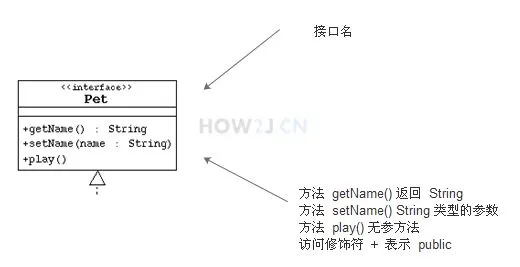 接口名
<<interface>>
Pet
+getName() : String
+setName(name : String)
+play()
HOW2J.CN
方法 getName() 返回 String
方法 setName() String 类型的参数
方法 play() 无参方法
访问修饰符 + 表示 public